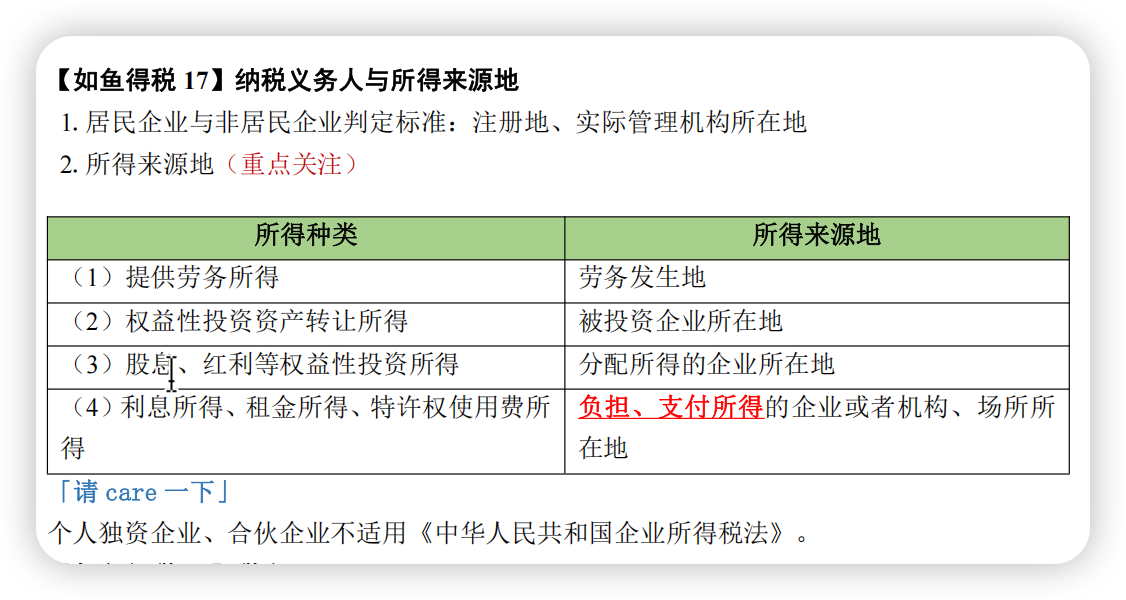 【如鱼得税 17】纳税义务人与所得来源地
1. 居民企业与非居民企业判定标准：注册地、实际管理机构所在地
2. 所得来源地（重点关注）
所得种类 所得来源地
（1）提供劳务所得 劳务发生地
（2）权益性投资资产转让所得 被投资企业所在地
（3）股息、红利等权益性投资所得 分配所得的企业所在地
（4）利息所得、租金所得、特许权使用费所 负担、支付所得的企业或者机构、场所所
得 在地
「请 care 一下」
个人独资企业、合伙企业不适用《中华人民共和国企业所得税法》。